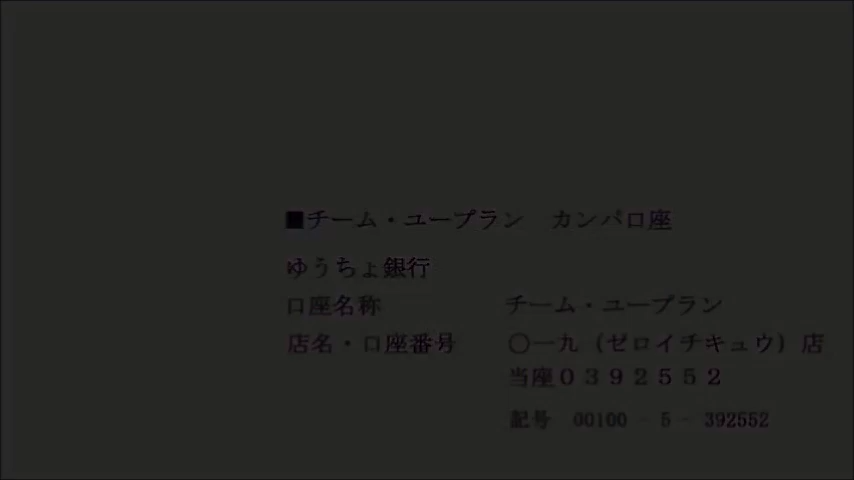 ■チーム・ユープラン　カンパ口座
ゆうちょ銀行
口座名称　チーム・ユープラン
店名・口座番号　〇一九（ゼロイチキュウ）店
当座０３９２５５２
記号　00100 - 5 - 392552